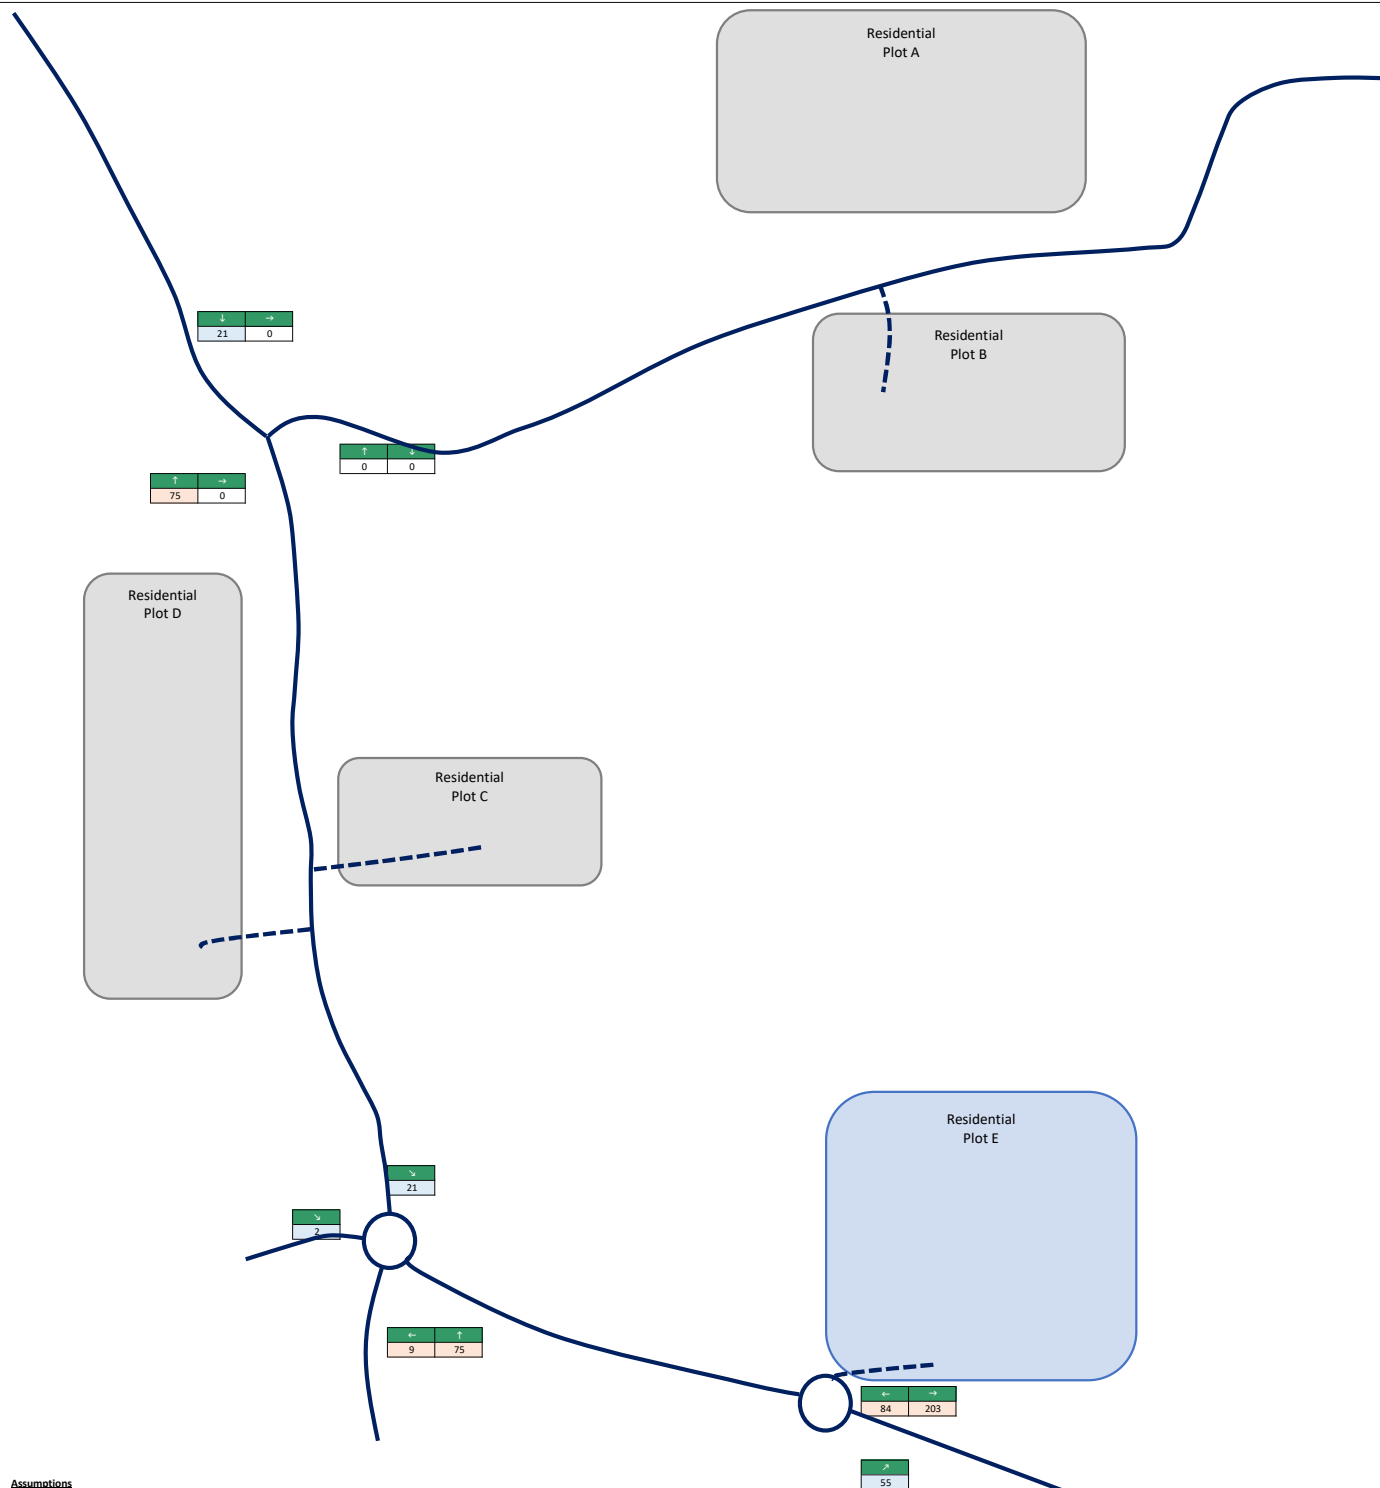 Residential
Plot A
↓ →
21 0
Residential
Plot B
↑ ↓
0 0
↑ →
75 0
Residential
Plot D
Residential
Plot C
Residential
Plot E
↘
21
↘
2
← ↑
9 75
← →
84 203
↗
55
Assumptions